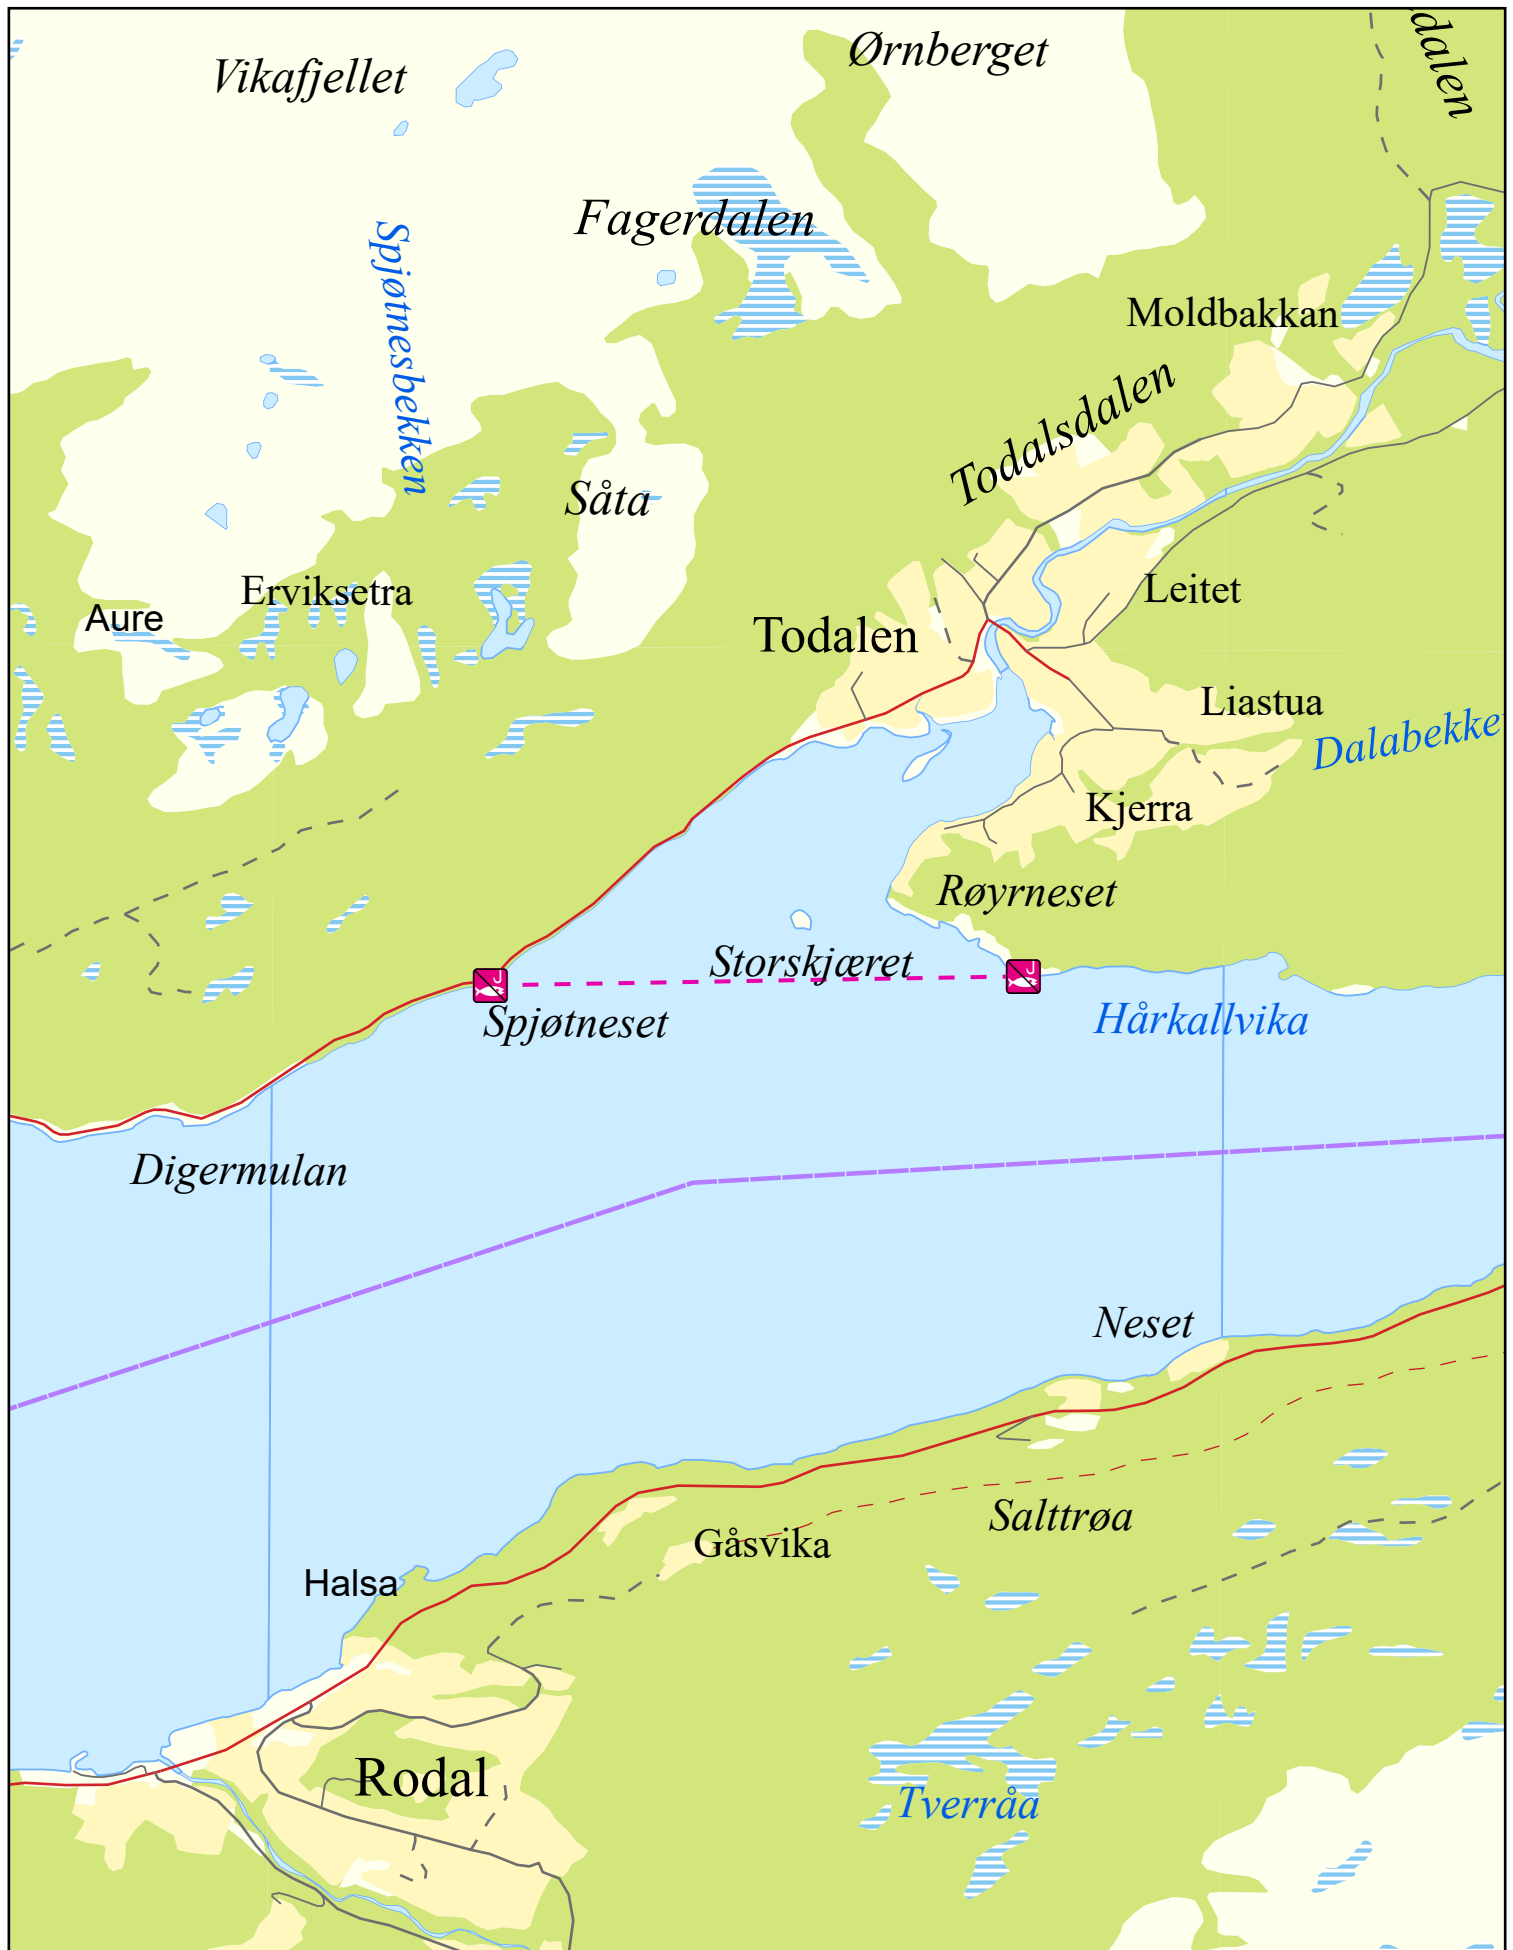 Ørnberget
dalen
Vikafjellet
Fagerdalen
Spjøtnesbekken
Moldbakkan
Todalsdalen
Såta
Erviksetra
Leitet
Aure
Todalen
Liastua
Dalabekke
Kjerra
Røyrneset
Storskjæret
Spjøtneset
Hårkallvika
Digermulan
Neset
Salttrøa
Gåsvika
Halsa
Rodal
Tverråa